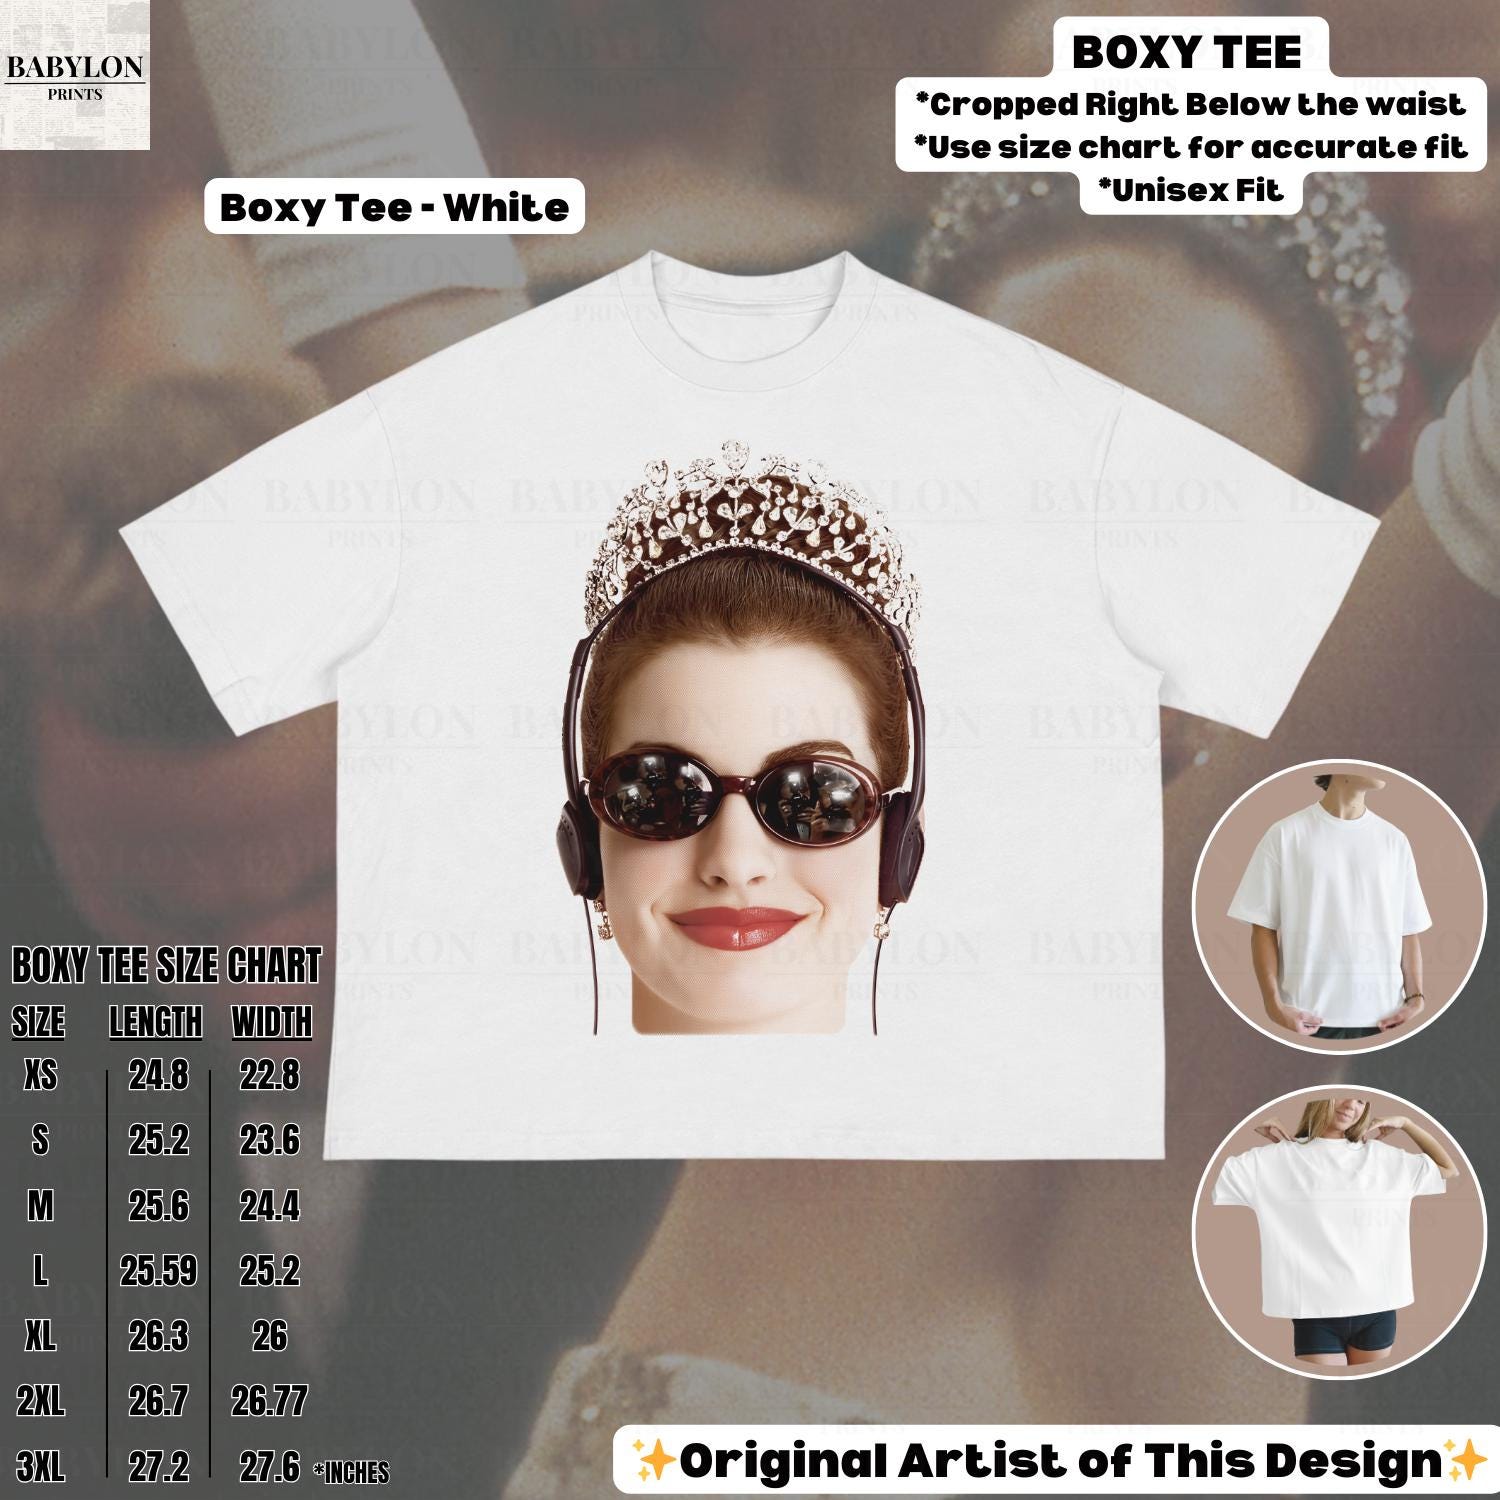 BABYLON
PRINTS
BOXY TEE
*Cropped Right Below the waist
*Use size chart for accurate fit
*Unisex Fit
Boxy Tee - White
BOXY TEE SIZE CHART
SIZE LENGTH WIDTH
XS 24.8 22.8
S 25.2 23.6
M 25.6 24.4
L 25.59 25.2
XL 26.3 26
2XL 26.7 26.77
3XL 27.2 27.6 *INCHES
✨Original Artist of This Design✨